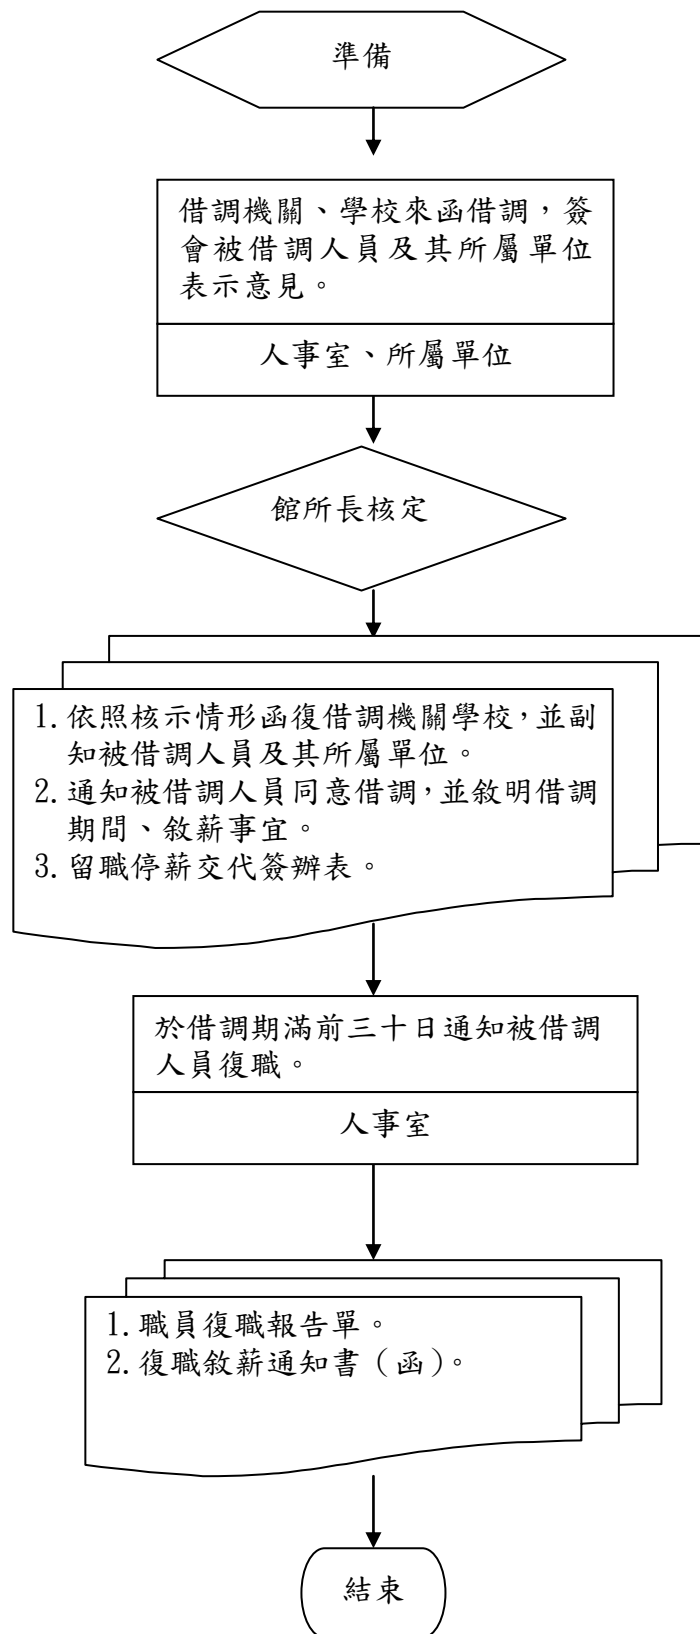 準備
借調機關、學校來函借調，簽
會被借調人員及其所屬單位
表示意見。
人事室、所屬單位
館所長核定
1.依照核示情形函復借調機關學校，並副
知被借調人員及其所屬單位。
2.通知被借調人員同意借調，並敘明借調
期間、敘薪事宜。
3.留職停薪交代簽辦表。
於借調期滿前三十日通知被借調
人員復職。
人事室
1.職員復職報告單。
2.復職敘薪通知書（函）。
結束